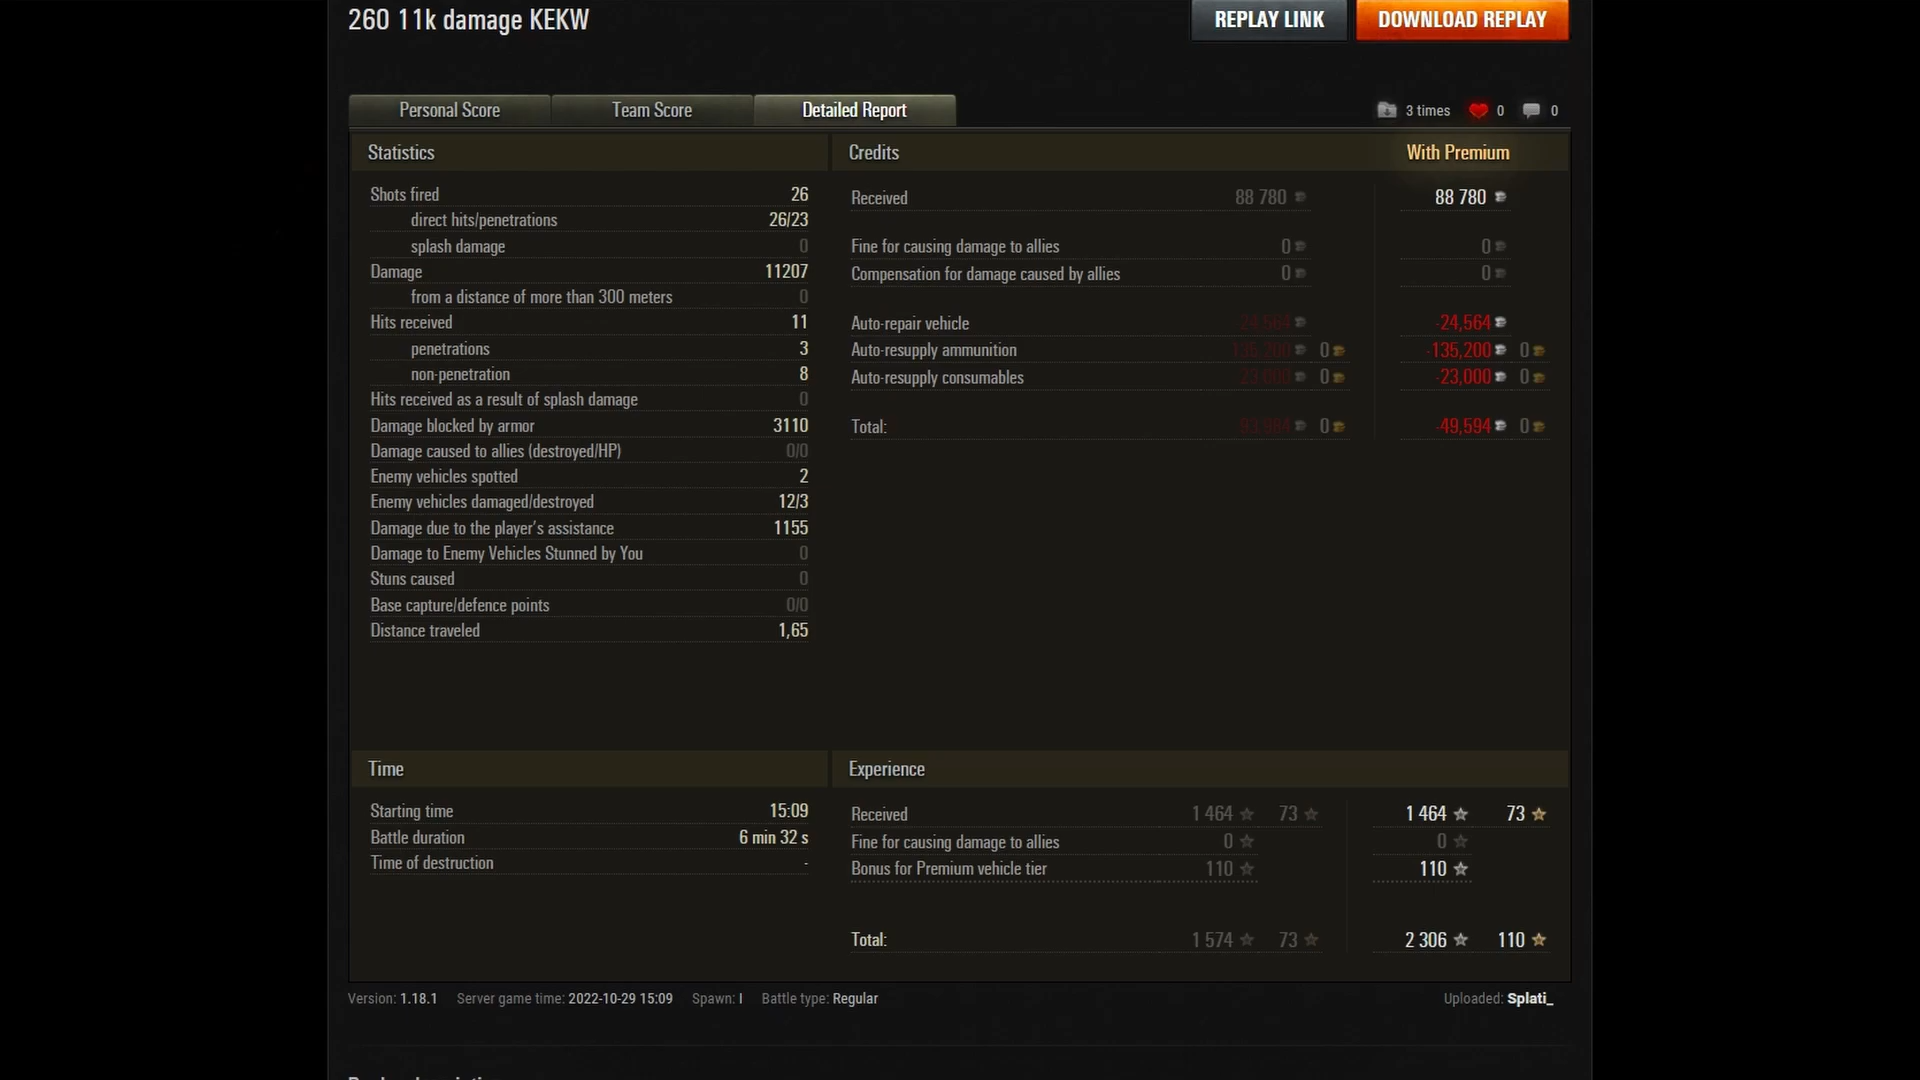 260 11k damage KEKW
REPLAY LINK
DOWNLOAD REPLAY
Personal Score
Team Score
Detailed Report
3 times 0 0
Statistics
Shots fired 26
direct hits/penetrations 26/23
splash damage 0
Damage 11207
from a distance of more than 300 meters 0
Hits received 11
penetrations 3
non-penetration 8
Hits received as a result of splash damage 0
Damage blocked by armor 3110
Damage caused to allies (destroyed/HP) 0/0
Enemy vehicles spotted 2
Enemy vehicles damaged/destroyed 12/3
Damage due to the player's assistance 1155
Damage to Enemy Vehicles Stunned by You 0
Stuns caused 0
Base capture/defence points 0/0
Distance traveled 1,65
Credits With Premium
Received 88 780 88 780
Fine for causing damage to allies 0 0
Compensation for damage caused by allies 0 0
Auto-repair vehicle -24,564 -24,564
Auto-resupply ammunition -135,200 0 -135,200 0
Auto-resupply consumables -23,000 0 -23,000 0
Total: -93,984 0 -49,594 0
Time
Starting time 15:09
Battle duration 6 min 32 s
Time of destruction -
Experience
Received 1 464 73 1 464 73
Fine for causing damage to allies 0 0
Bonus for Premium vehicle tier 110 110
Total: 1 574 73 2 306 110
Version: 1.18.1 Server game time: 2022-10-29 15:09 Spawn: I Battle type: Regular Uploaded: Splati_